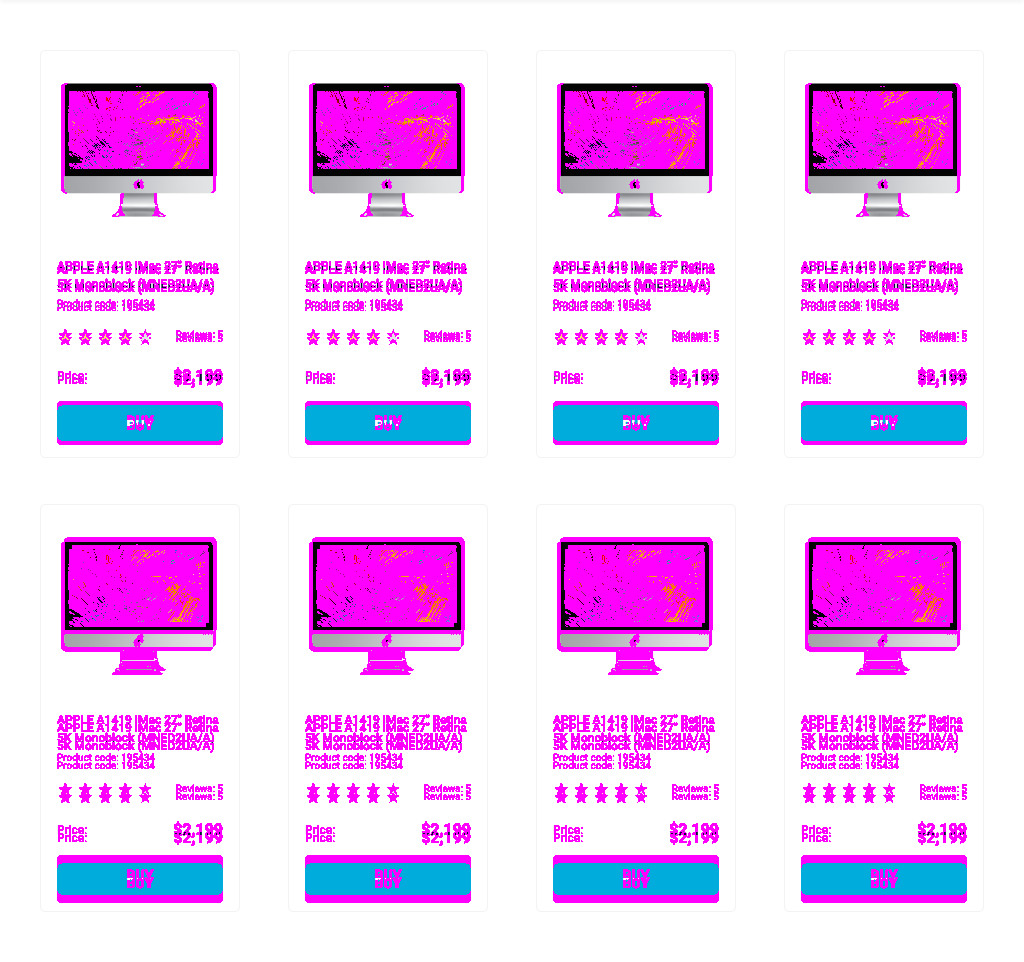 APPLE A1419 iMac 27" Retina
5K Monoblock (MNED2UA/A)
Product code: 195434
Reviews: 5
Price: $2,199
BUY
APPLE A1419 iMac 27" Retina
5K Monoblock (MNED2UA/A)
Product code: 195434
Reviews: 5
Price: $2,199
BUY
APPLE A1419 iMac 27" Retina
5K Monoblock (MNED2UA/A)
Product code: 195434
Reviews: 5
Price: $2,199
BUY
APPLE A1419 iMac 27" Retina
5K Monoblock (MNED2UA/A)
Product code: 195434
Reviews: 5
Price: $2,199
BUY
APPLE A1419 iMac 27" Retina
5K Monoblock (MNED2UA/A)
Product code: 195434
Reviews: 5
Price: $2,199
BUY
APPLE A1419 iMac 27" Retina
5K Monoblock (MNED2UA/A)
Product code: 195434
Reviews: 5
Price: $2,199
BUY
APPLE A1419 iMac 27" Retina
5K Monoblock (MNED2UA/A)
Product code: 195434
Reviews: 5
Price: $2,199
BUY
APPLE A1419 iMac 27" Retina
5K Monoblock (MNED2UA/A)
Product code: 195434
Reviews: 5
Price: $2,199
BUY